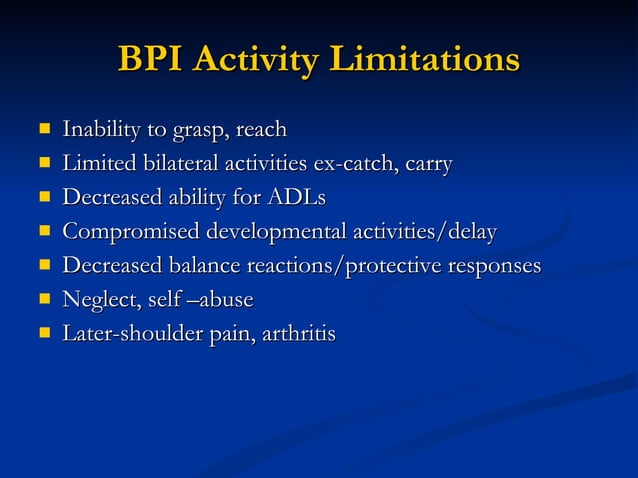 BPI Activity Limitations
Inability to grasp, reach
Limited bilateral activities ex-catch, carry
Decreased ability for ADLs
Compromised developmental activities/delay
Decreased balance reactions/protective responses
Neglect, self –abuse
Later-shoulder pain, arthritis